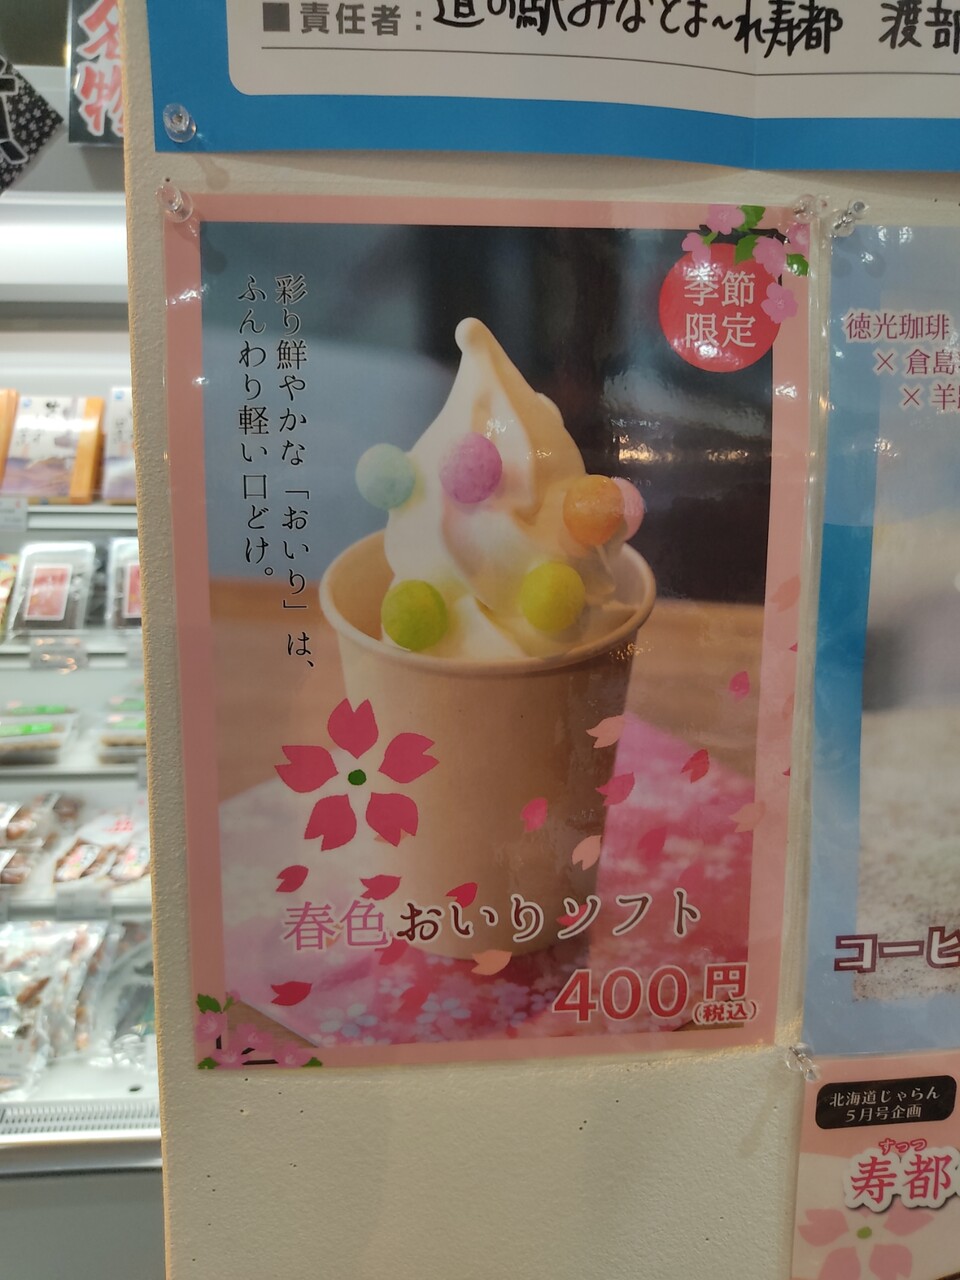 ■責任者：道の駅みなとま～れ寿都 渡部
名物
季節
限定
彩り鮮やかな「おいり」は、
ふんわり軽い口どけ。
春色おいりソフト
400円
(税込)
徳光珈琲
×倉島
×羊
コーヒ
北海道じゃらん
5月号企画
すっつ
寿都